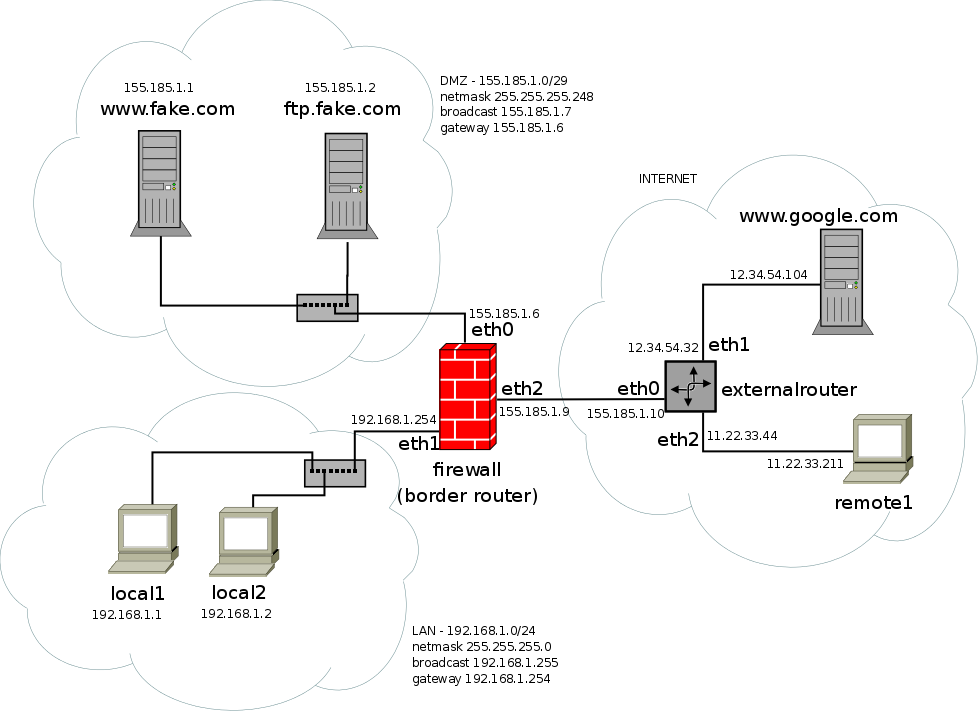 155.185.1.1
www.fake.com
155.185.1.2
ftp.fake.com
DMZ - 155.185.1.0/29
netmask 255.255.255.248
broadcast 155.185.1.7
gateway 155.185.1.6
INTERNET
www.google.com
12.34.54.104
155.185.1.6
eth0
12.34.54.32
eth1
eth2
155.185.1.9
eth0
155.185.1.10
externalrouter
192.168.1.254
eth1
eth2
11.22.33.44
11.22.33.211
remote1
firewall
(border router)
local1
192.168.1.1
local2
192.168.1.2
LAN - 192.168.1.0/24
netmask 255.255.255.0
broadcast 192.168.1.255
gateway 192.168.1.254